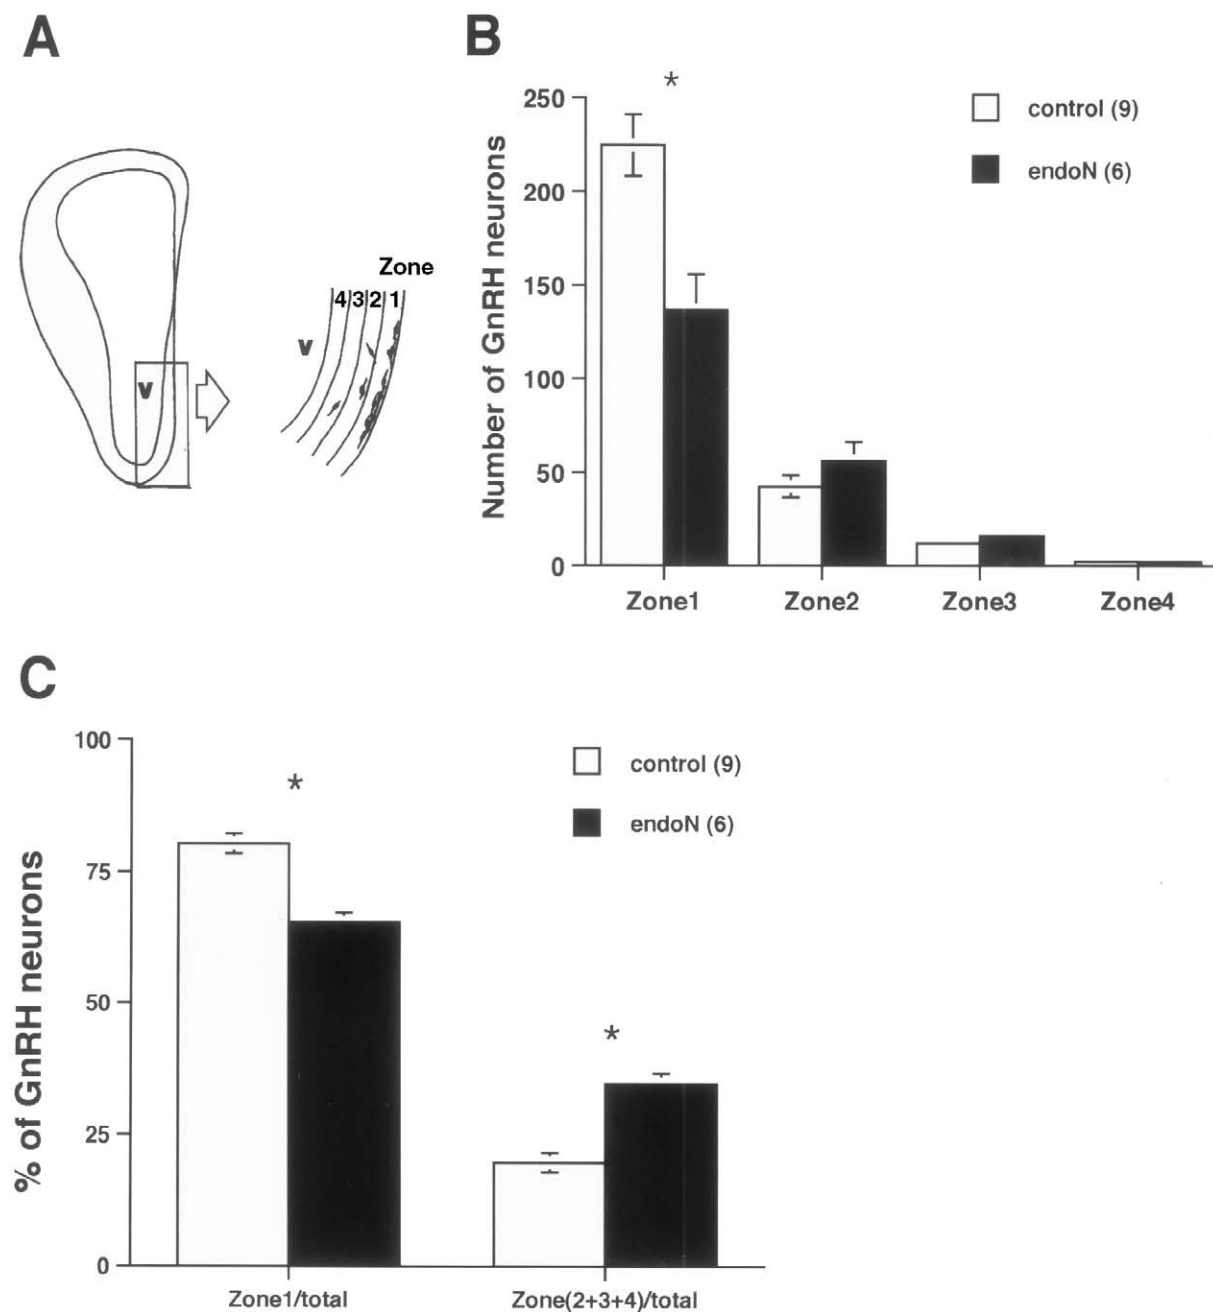 A
Zone
4 3 2 1
V
V
B
*
250
200
150
100
50
0
Number of GnRH neurons
control (9)
endoN (6)
Zone1 Zone2 Zone3 Zone4
C
100
75
50
25
0
% of GnRH neurons
*
*
control (9)
endoN (6)
Zone1/total Zone(2+3+4)/total